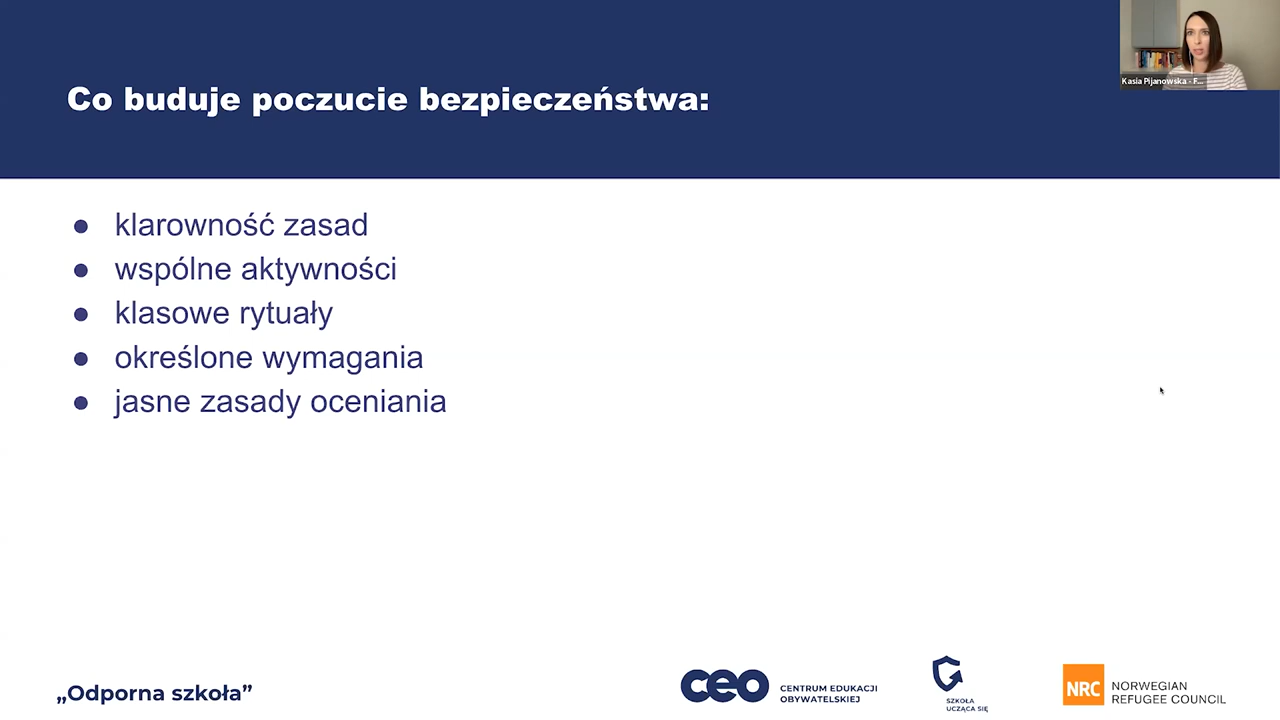 Kasia Pijanowska - F...
Co buduje poczucie bezpieczeństwa:
● klarowność zasad
● wspólne aktywności
● klasowe rytuały
● określone wymagania
● jasne zasady oceniania
„Odporna szkoła”
ceo
CENTRUM EDUKACJI
OBYWATELSKIEJ
SZKOŁA
UCZĄCA SIĘ
NRC
NORWEGIAN
REFUGEE COUNCIL